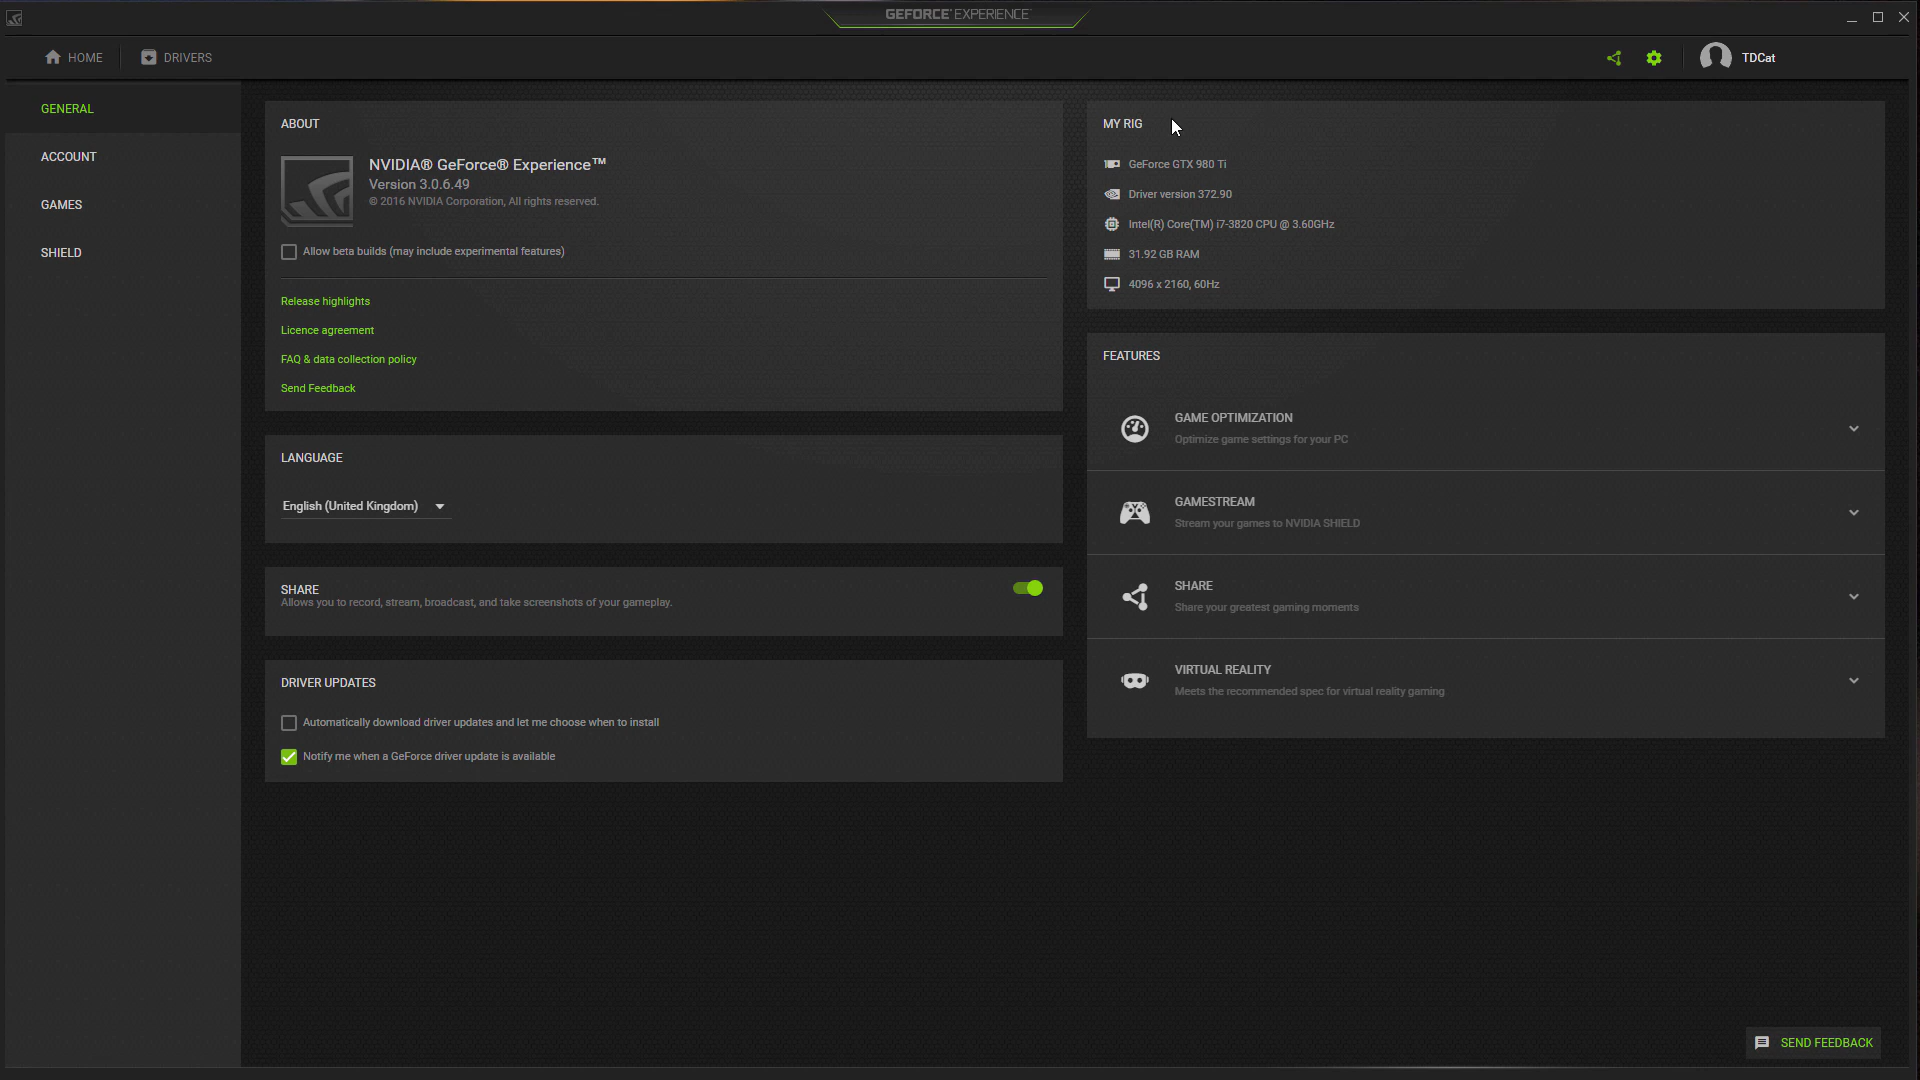 GEFORCE® EXPERIENCE™
HOME
DRIVERS
TDCat
GENERAL
ACCOUNT
GAMES
SHIELD
ABOUT
NVIDIA® GeForce® Experience™
Version 3.0.6.49
© 2016 NVIDIA Corporation, All rights reserved.
Allow beta builds (may include experimental features)
Release highlights
Licence agreement
FAQ & data collection policy
Send Feedback
LANGUAGE
English (United Kingdom)
SHARE
Allows you to record, stream, broadcast, and take screenshots of your gameplay.
DRIVER UPDATES
Automatically download driver updates and let me choose when to install
Notify me when a GeForce driver update is available
MY RIG
GeForce GTX 980 Ti
Driver version 372.90
Intel(R) Core(TM) i7-3820 CPU @ 3.60GHz
31.92 GB RAM
4096 x 2160, 60Hz
FEATURES
GAME OPTIMIZATION
Optimize game settings for your PC
GAMESTREAM
Stream your games to NVIDIA SHIELD
SHARE
Share your greatest gaming moments
VIRTUAL REALITY
Meets the recommended spec for virtual reality gaming
SEND FEEDBACK